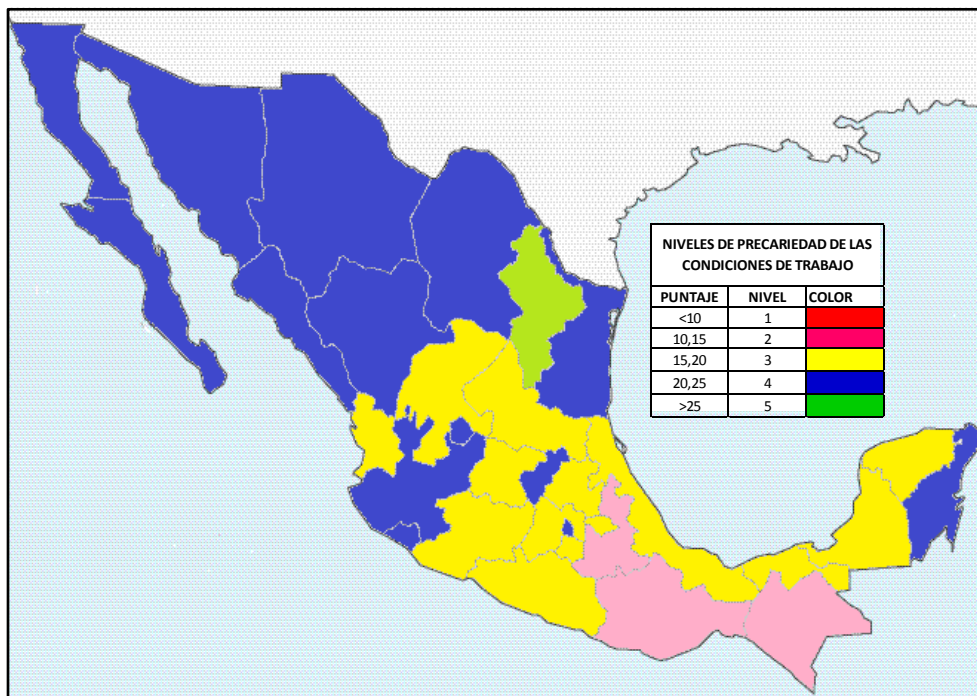 NIVELES DE PRECARIEDAD DE LAS
CONDICIONES DE TRABAJO
PUNTAJE NIVEL COLOR
<10 1
10,15 2
15,20 3
20,25 4
>25 5